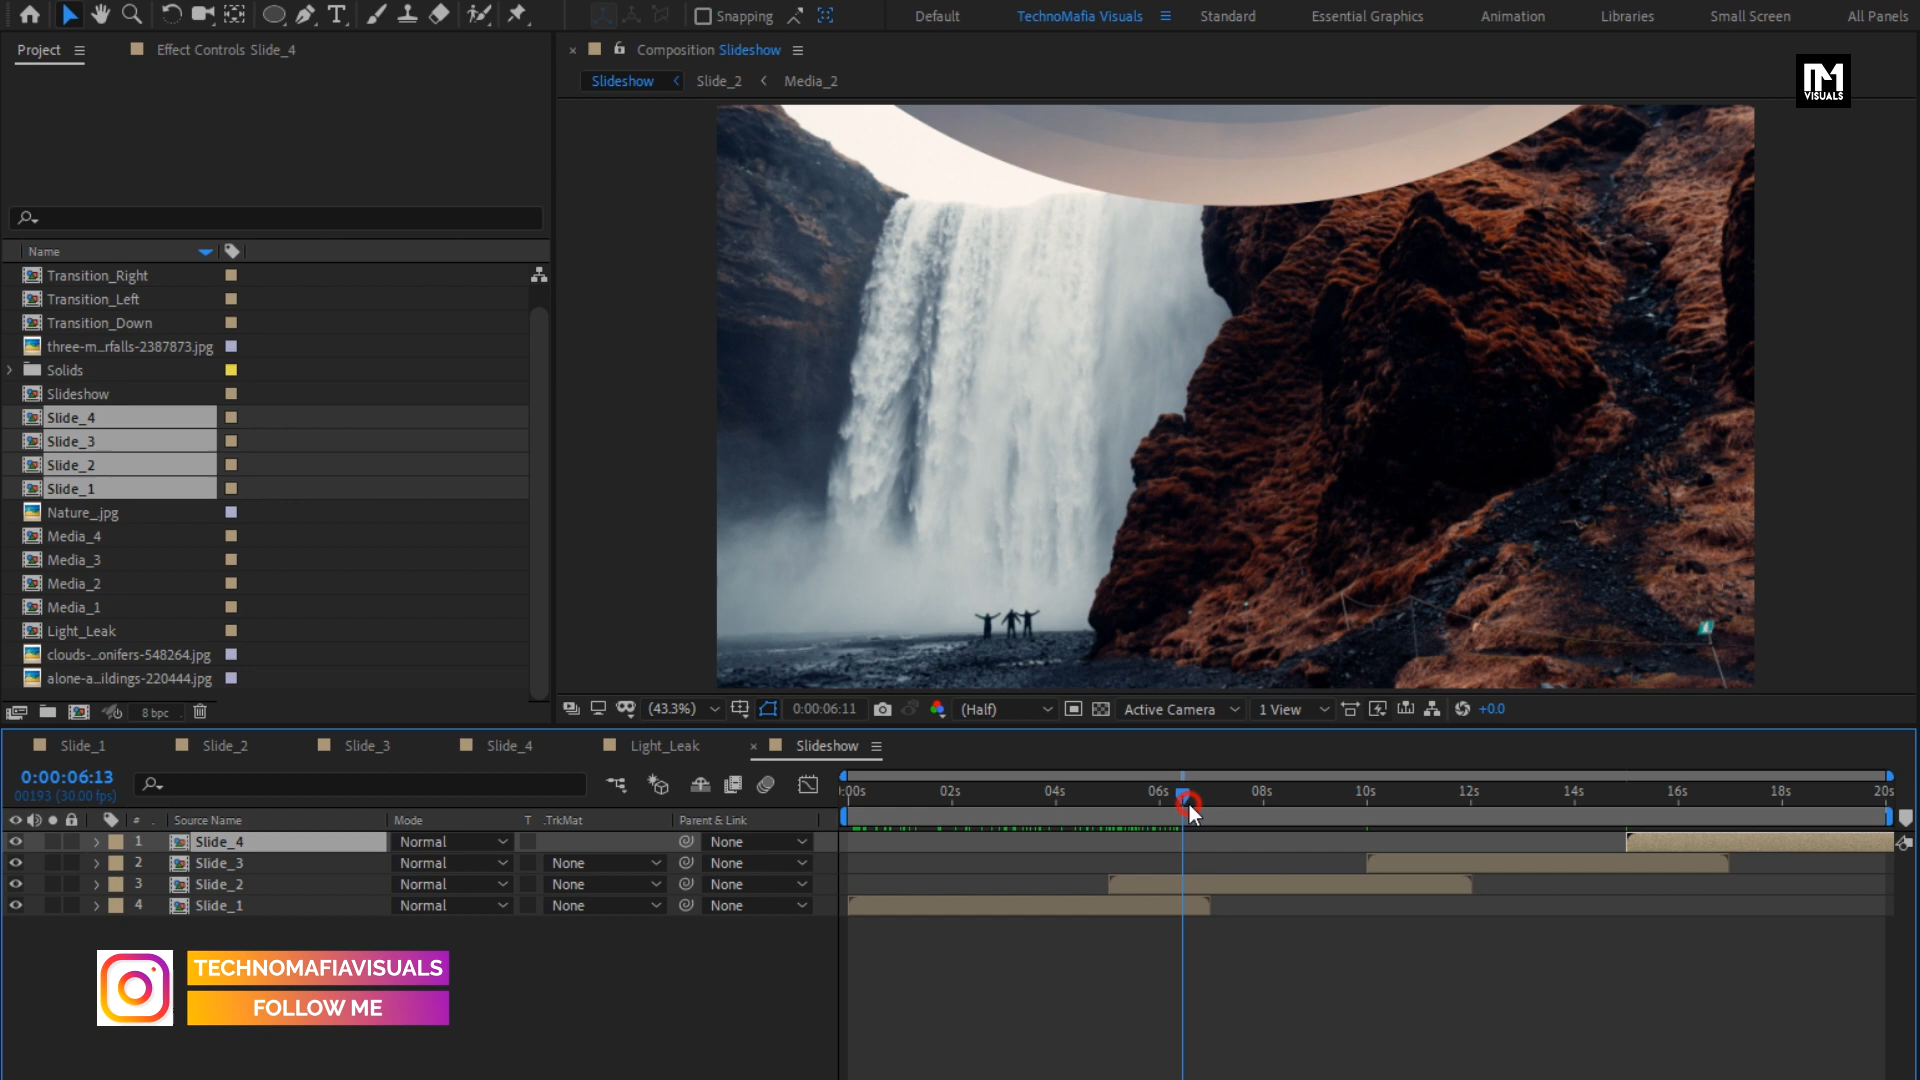 Snapping
Default
TechnoMafia Visuals
Standard
Essential Graphics
Animation
Libraries
Small Screen
All Panels
Project
Effect Controls Slide_4
Composition Slideshow
Slideshow
Slide_2
Media_2
VISUALS
Name
Transition_Right
Transition_Left
Transition_Down
three-m...rfalls-2387873.jpg
Solids
Slideshow
Slide_4
Slide_3
Slide_2
Slide_1
Nature_.jpg
Media_4
Media_3
Media_2
Media_1
Light_Leak
clouds-...onifers-548264.jpg
alone-a...ildings-220444.jpg
8 bpc
(43.3%)
0:00:06:11
(Half)
Active Camera
1 View
+0.0
Slide_1
Slide_2
Slide_3
Slide_4
Light_Leak
Slideshow
0:00:06:13
00193 (30.00 fps)
:00s 02s 04s 06s 08s 10s 12s 14s 16s 18s 20s
# Source Name Mode T .TrkMat Parent & Link
1 Slide_4 Normal None
2 Slide_3 Normal None None
3 Slide_2 Normal None None
4 Slide_1 Normal None None
TECHNOMAFIAVISUALS
FOLLOW ME